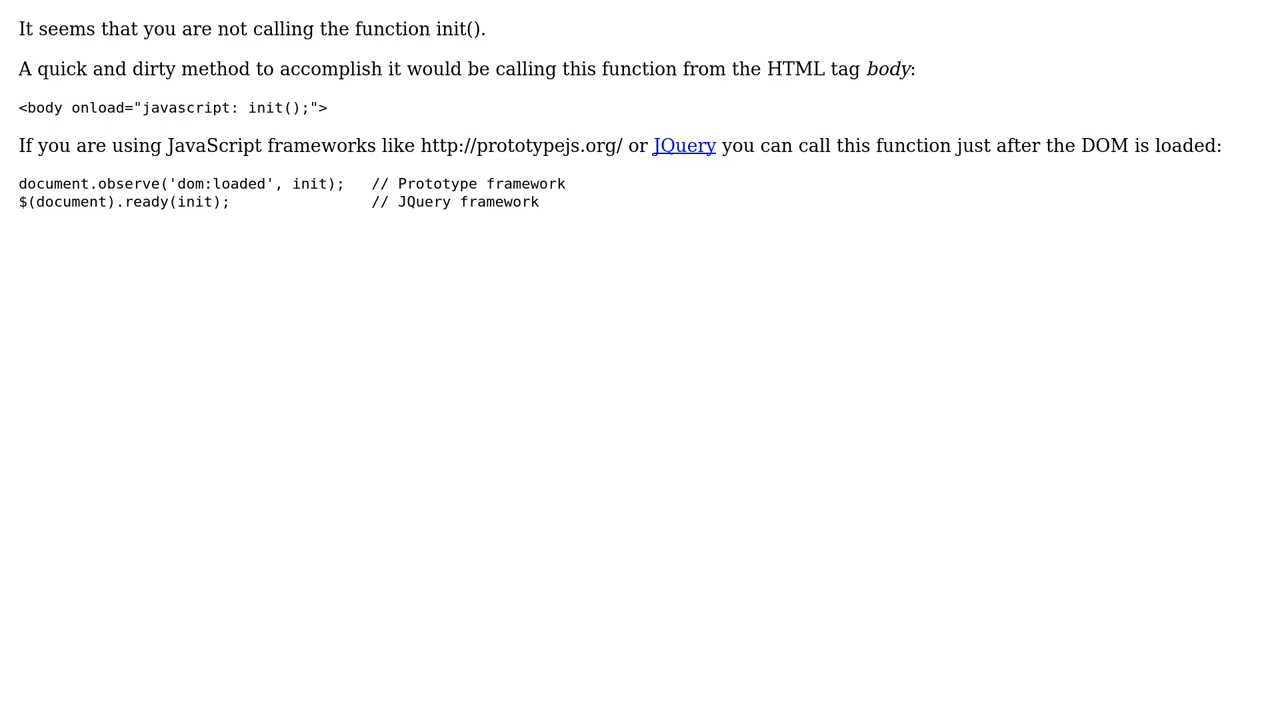 It seems that you are not calling the function init().
A quick and dirty method to accomplish it would be calling this function from the HTML tag body:
<body onload="javascript: init();">
If you are using JavaScript frameworks like http://prototypejs.org/ or JQuery you can call this function just after the DOM is loaded:
document.observe('dom:loaded', init);   // Prototype framework
$(document).ready(init);                // JQuery framework